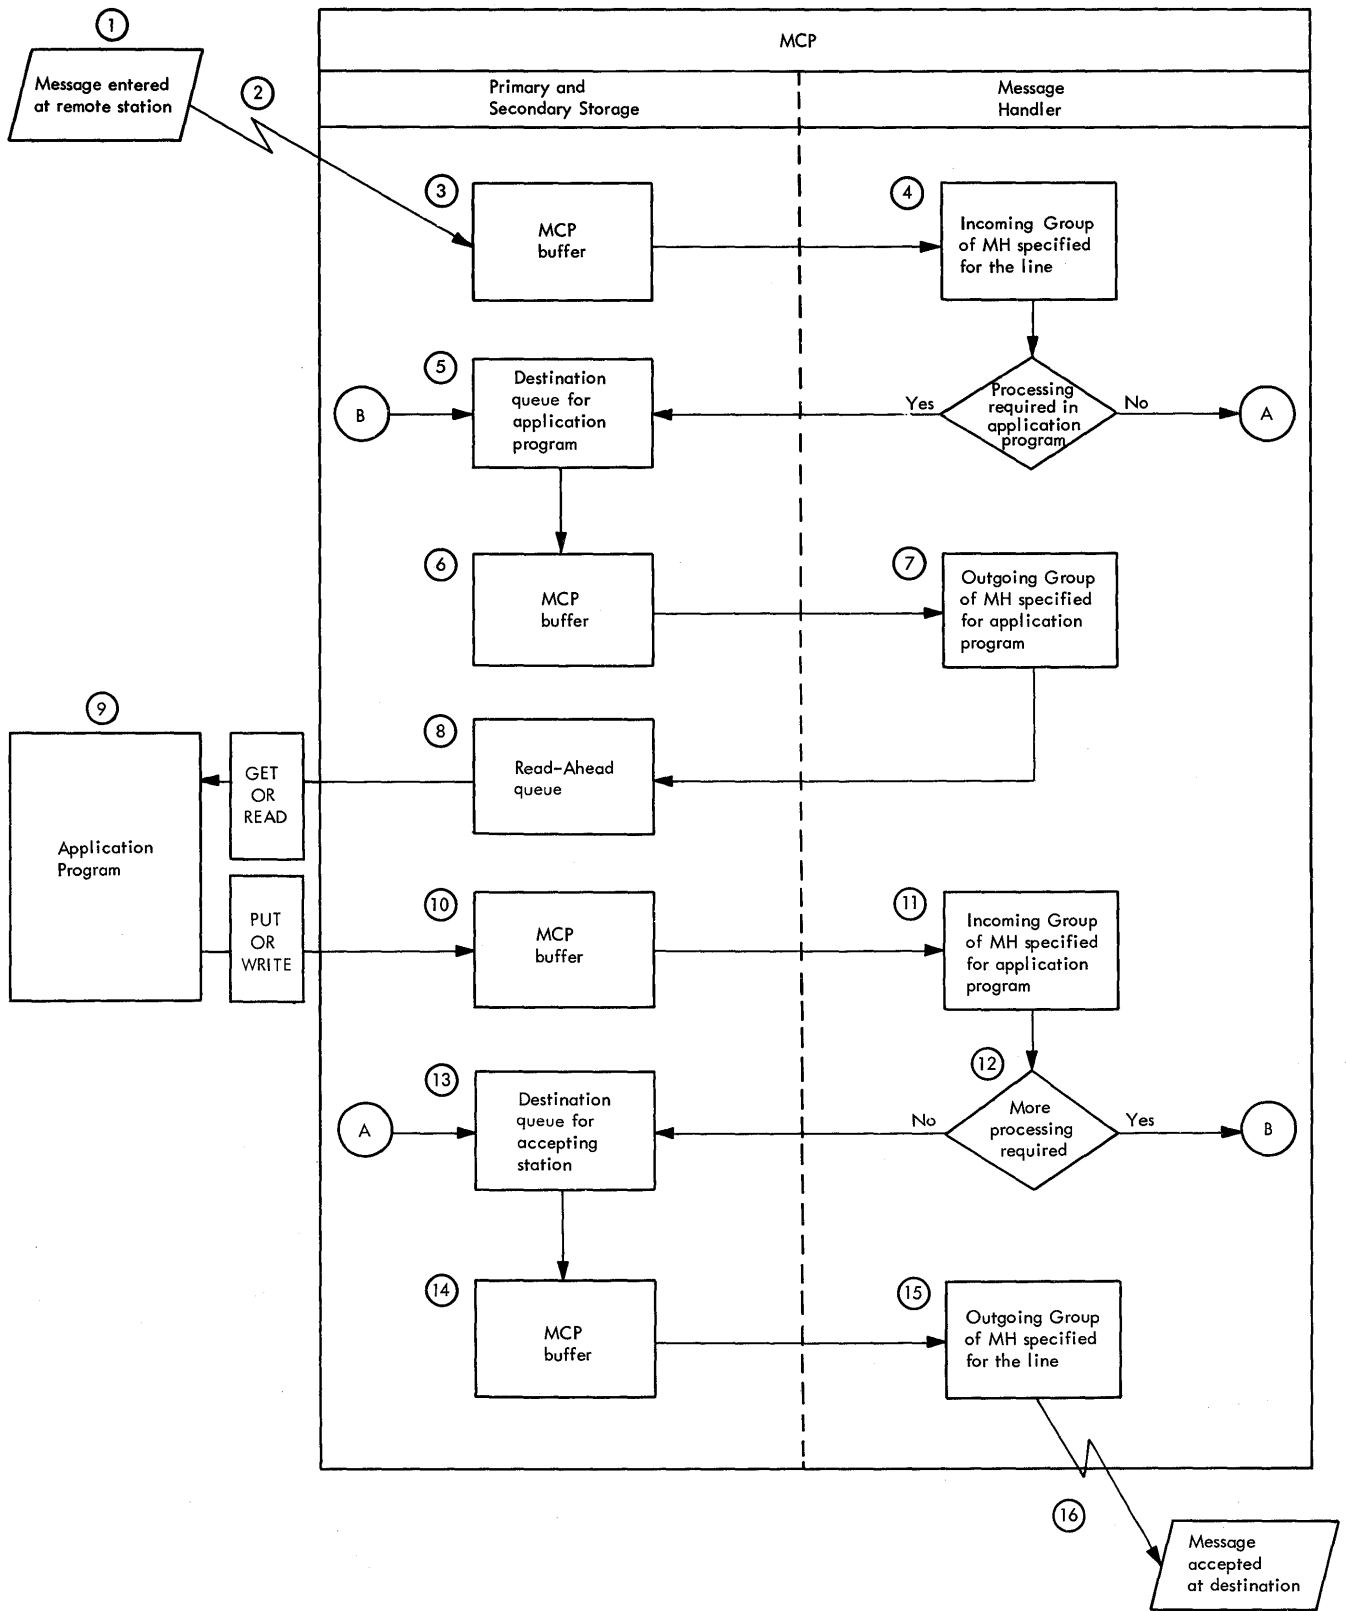 1
Message entered
at remote station
2
MCP
Primary and
Secondary Storage
Message
Handler
3
MCP
buffer
4
Incoming Group
of MH specified
for the line
5
Destination
queue for
application
program
B
Yes
Processing
required in
application
program
No
A
6
MCP
buffer
7
Outgoing Group
of MH specified
for application
program
8
Read-Ahead
queue
9
Application
Program
GET
OR
READ
PUT
OR
WRITE
10
MCP
buffer
11
Incoming Group
of MH specified
for application
program
12
More
processing
required
No
Yes
B
13
Destination
queue for
accepting
station
A
14
MCP
buffer
15
Outgoing Group
of MH specified
for the line
16
Message
accepted
at destination